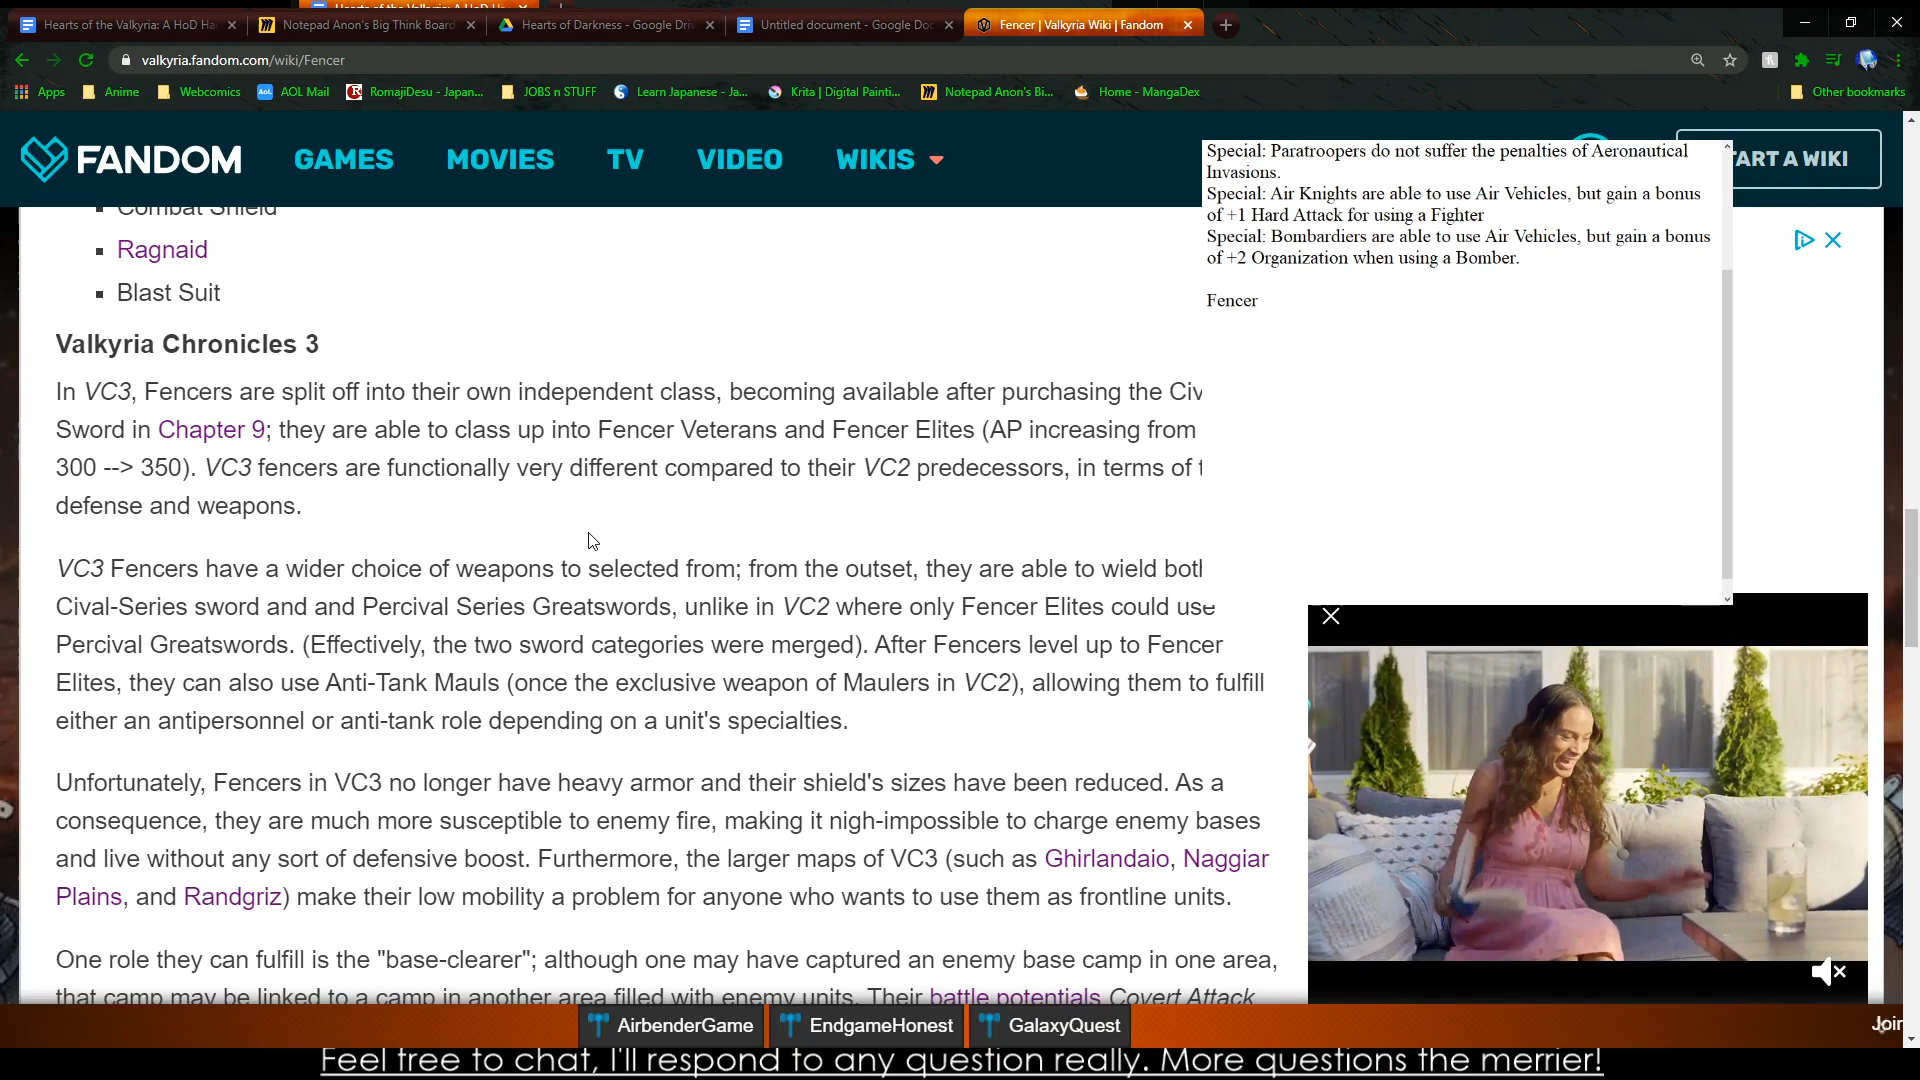 Hearts of the Valkyria: A HoD Ha
Notepad Anon's Big Think Board
Hearts of Darkness - Google Driv
Untitled document - Google Doc
Fencer | Valkyria Wiki | Fandom
valkyria.fandom.com/wiki/Fencer
Apps
Anime
Webcomics
AOL Mail
RomajiDesu - Japan...
JOBS n STUFF
Learn Japanese - Ja...
Krita | Digital Painti...
Notepad Anon's Bi...
Home - MangaDex
Other bookmarks
FANDOM
GAMES
MOVIES
TV
VIDEO
WIKIS
TART A WIKI
Special: Paratroopers do not suffer the penalties of Aeronautical
Invasions.
Special: Air Knights are able to use Air Vehicles, but gain a bonus
of +1 Hard Attack for using a Fighter
Special: Bombardiers are able to use Air Vehicles, but gain a bonus
of +2 Organization when using a Bomber.
Fencer
Combat Shield
Ragnaid
Blast Suit
Valkyria Chronicles 3
In VC3, Fencers are split off into their own independent class, becoming available after purchasing the Civ
Sword in Chapter 9; they are able to class up into Fencer Veterans and Fencer Elites (AP increasing from
300 --> 350). VC3 fencers are functionally very different compared to their VC2 predecessors, in terms of t
defense and weapons.
VC3 Fencers have a wider choice of weapons to selected from; from the outset, they are able to wield both
Cival-Series sword and and Percival Series Greatswords, unlike in VC2 where only Fencer Elites could use
Percival Greatswords. (Effectively, the two sword categories were merged). After Fencers level up to Fencer
Elites, they can also use Anti-Tank Mauls (once the exclusive weapon of Maulers in VC2), allowing them to fulfill
either an antipersonnel or anti-tank role depending on a unit's specialties.
Unfortunately, Fencers in VC3 no longer have heavy armor and their shield's sizes have been reduced. As a
consequence, they are much more susceptible to enemy fire, making it nigh-impossible to charge enemy bases
and live without any sort of defensive boost. Furthermore, the larger maps of VC3 (such as Ghirlandaio, Naggiar
Plains, and Randgriz) make their low mobility a problem for anyone who wants to use them as frontline units.
One role they can fulfill is the "base-clearer"; although one may have captured an enemy base camp in one area,
that camp may be linked to a camp in another area filled with enemy units. Their battle potentials Covert Attack
AirbenderGame
EndgameHonest
GalaxyQuest
Join
Feel free to chat, I'll respond to any question really. More questions the merrier!